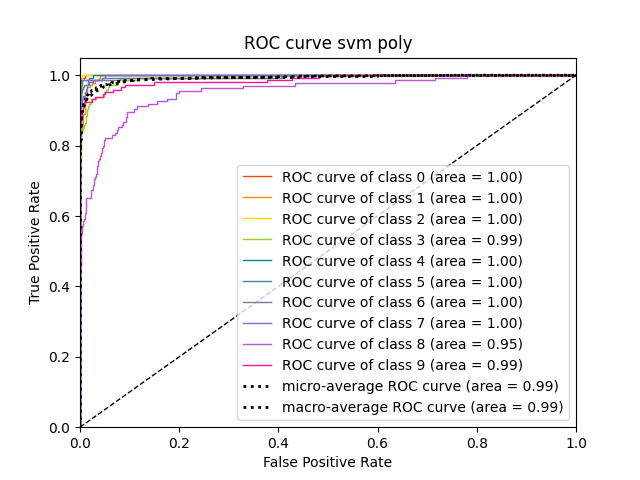 ROC curve svm poly
True Positive Rate
1.0
0.8
0.6
0.4
0.2
0.0
ROC curve of class 0 (area = 1.00)
ROC curve of class 1 (area = 1.00)
ROC curve of class 2 (area = 1.00)
ROC curve of class 3 (area = 0.99)
ROC curve of class 4 (area = 1.00)
ROC curve of class 5 (area = 1.00)
ROC curve of class 6 (area = 1.00)
ROC curve of class 7 (area = 1.00)
ROC curve of class 8 (area = 0.95)
ROC curve of class 9 (area = 0.99)
micro-average ROC curve (area = 0.99)
macro-average ROC curve (area = 0.99)
0.0 0.2 0.4 0.6 0.8 1.0
False Positive Rate